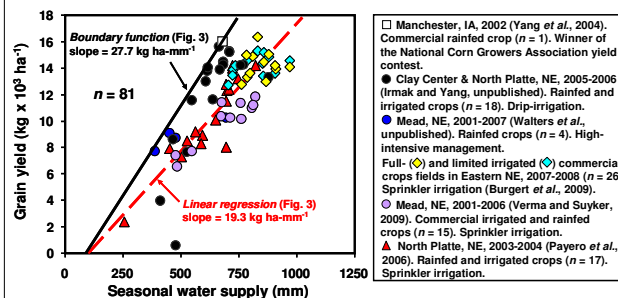 18
16
14
12
10
8
6
4
2
0
Grain yield (kg x 10³ ha⁻¹)
Boundary function (Fig. 3)
slope = 27.7 kg ha-mm⁻¹
n = 81
Linear regression (Fig. 3)
slope = 19.3 kg ha-mm⁻¹
0 250 500 750 1000 1250
Seasonal water supply (mm)
Manchester, IA, 2002 (Yang et al., 2004).
Commercial rainfed crop (n = 1). Winner of
the National Corn Growers Association yield
contest.
Clay Center & North Platte, NE, 2005-2006
(Irmak and Yang, unpublished). Rainfed and
irrigated crops (n = 18). Drip-irrigation.
Mead, NE, 2001-2007 (Walters et al.,
unpublished). Rainfed crops (n = 4). High-
intensive management.
Full- ( ) and limited irrigated ( ) commercial
crops fields in Eastern NE, 2007-2008 (n = 26
Sprinkler irrigation (Burgert et al., 2009).
Mead, NE, 2001-2006 (Verma and Suyker,
2009). Commercial irrigated and rainfed
crops (n = 15). Sprinkler irrigation.
North Platte, NE, 2003-2004 (Payero et al.,
2006). Rainfed and irrigated crops (n = 17).
Sprinkler irrigation.